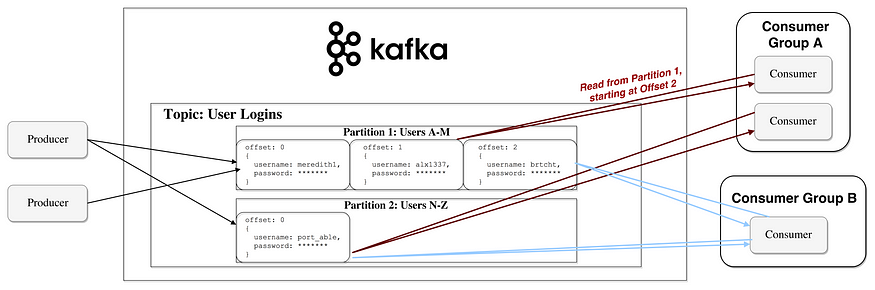 kafka
Consumer
Group A
Consumer
Consumer
Read from Partition 1,
starting at Offset 2
Topic: User Logins
Producer
Producer
Partition 1: Users A-M
offset: 0
{
username: meredith1,
password: *******
}
offset: 1
{
username: alx1337,
password: *******
}
offset: 2
{
username: brtcht,
password: *******
}
Partition 2: Users N-Z
offset: 0
{
username: port_able,
password: *******
}
Consumer Group B
Consumer